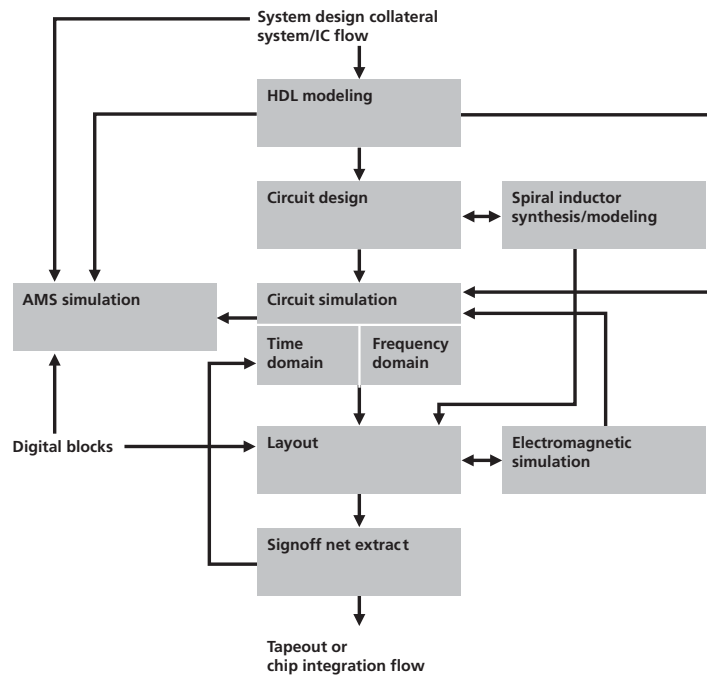 System design collateral
system/IC flow
HDL modeling
Circuit design
Spiral inductor
synthesis/modeling
AMS simulation
Circuit simulation
Time
domain
Frequency
domain
Digital blocks
Layout
Electromagnetic
simulation
Signoff net extract
Tapeout or
chip integration flow